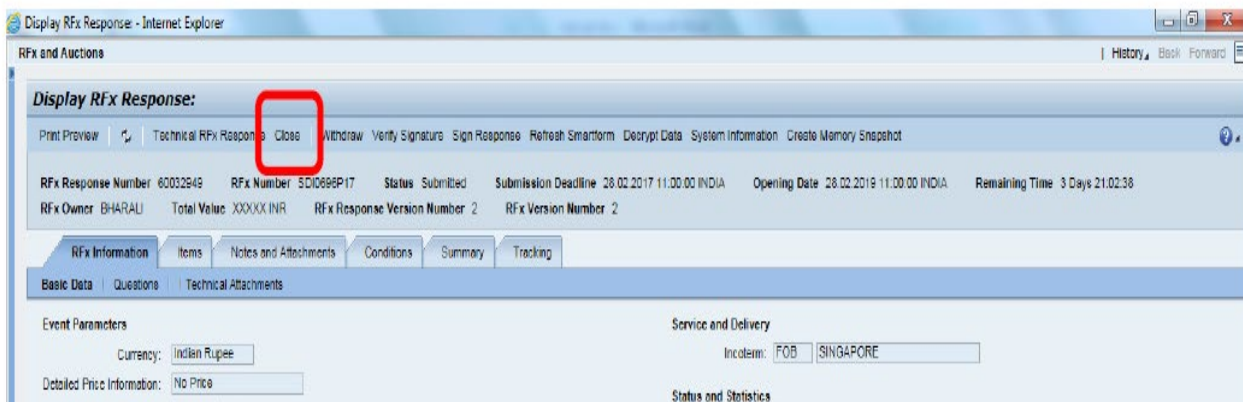 Display RFx Response: - Internet Explorer
RFx and Auctions
History Back Forward
Display RFx Response:
Print Preview Technical RFx Response Close Withdraw Verify Signature Sign Response Refresh Smartform Decrypt Data System Information Create Memory Snapshot
RFx Response Number 60032949 RFx Number SDI0696P17 Status Submitted Submission Deadline 28.02.2017 11:00:00 INDIA Opening Date 28.02.2019 11:00:00 INDIA Remaining Time 3 Days 21:02:38
RFx Owner BHARALI Total Value XXXXX INR RFx Response Version Number 2 RFx Version Number 2
RFx Information Items Notes and Attachments Conditions Summary Tracking
Basic Data Questions Technical Attachments
Event Parameters Service and Delivery
Currency: Indian Rupee Incoterm: FOB SINGAPORE
Detailed Price Information: No Price
Status and Statistics